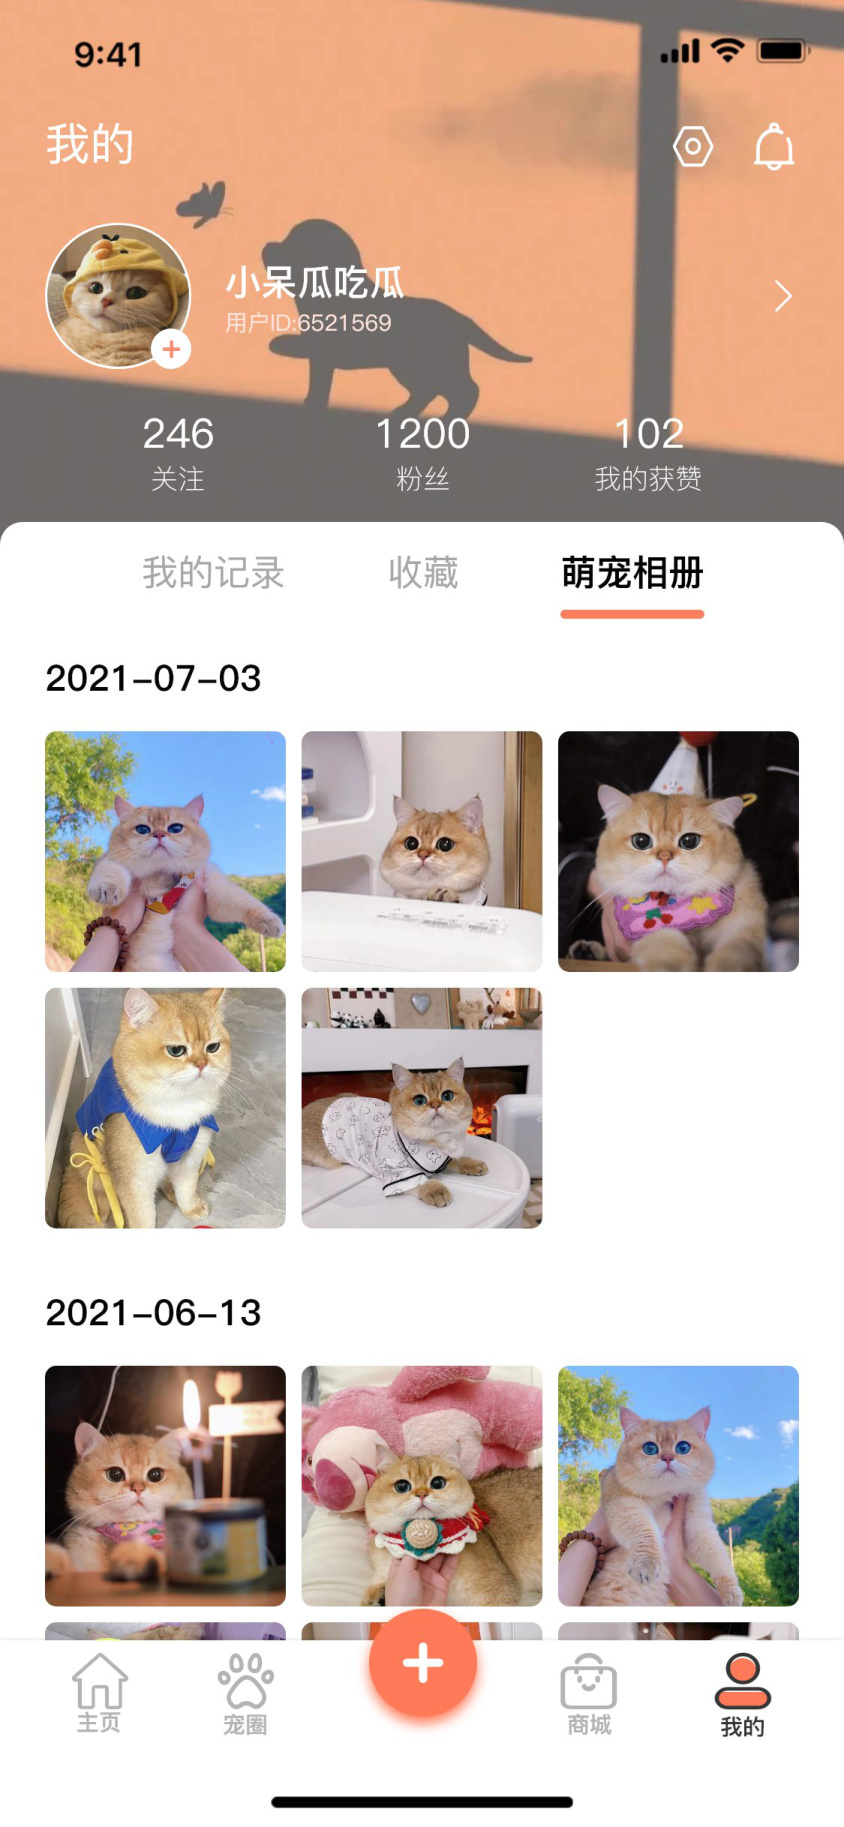 9:41
我的
小呆瓜吃瓜
用户ID:6521569
246
1200
102
关注
粉丝
我的获赞
我的记录
收藏
萌宠相册
2021-07-03
2021-06-13
主页
宠圈
商城
我的